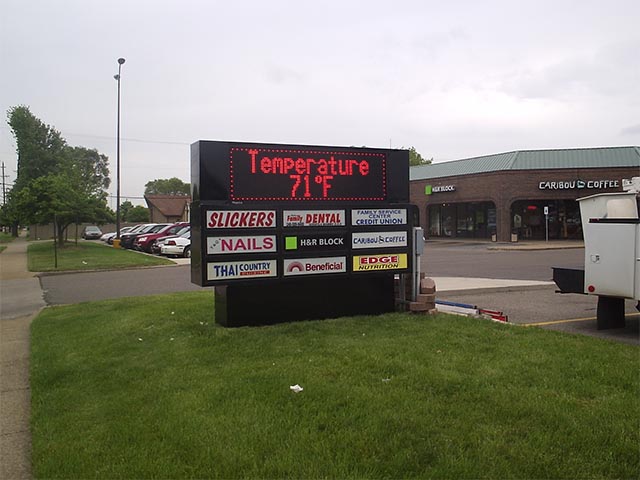 Temperature
71°F
SLICKERS
Family DENTAL
FAMILY SERVICE
CENTER
CREDIT UNION
NAILS
H&R BLOCK
CARIBOU COFFEE
THAI COUNTRY
CUISINE
Beneficial
EDGE
NUTRITION
H&R BLOCK
CARIBOU COFFEE